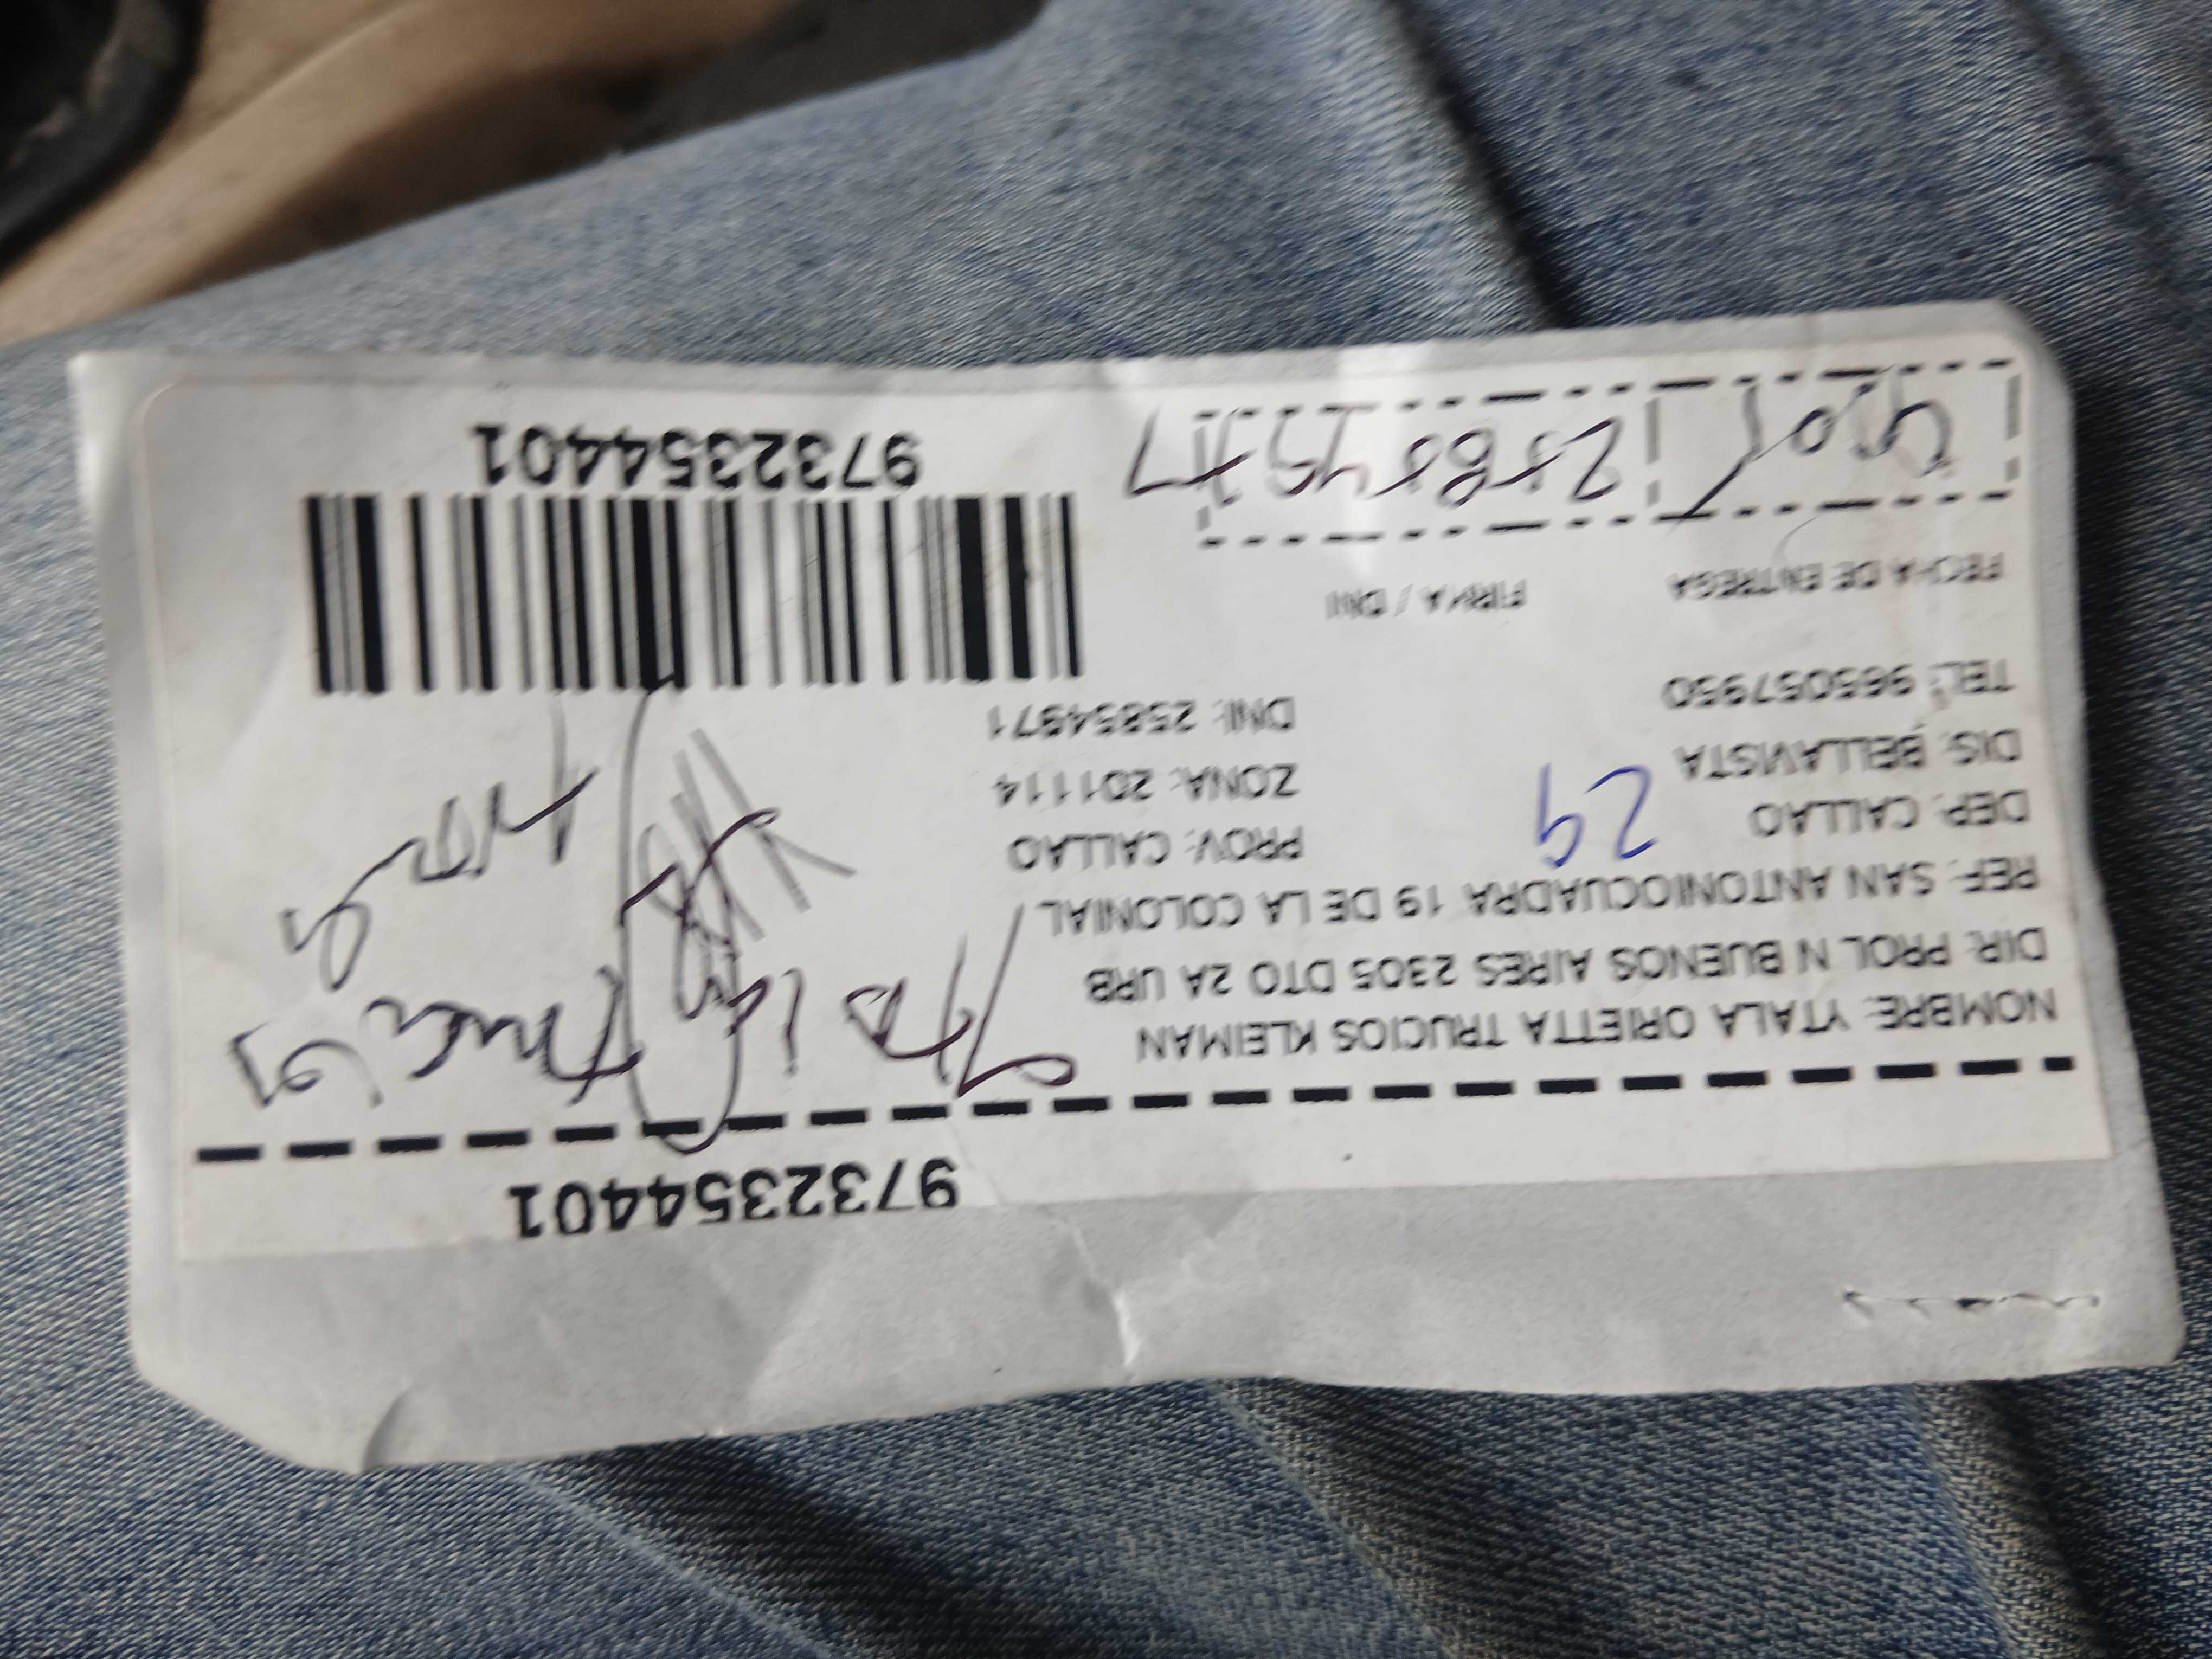 9732354401
NOMBRE: YTALA ORIETTA TRUCIOS KLEIMAN
DIR: PROL N BUENOS AIRES 2305 DTO 2A URB
REF: SAN ANTONIOCUADRA 19 DE LA COLONIAL
DEP: CALLAO 29 PROV: CALLAO
DIS: BELLAVISTA ZONA: 201114
TEL: 965057950 DNI: 25854971
FECHA DE ENTREGA FIRMA / DNI
9732354401